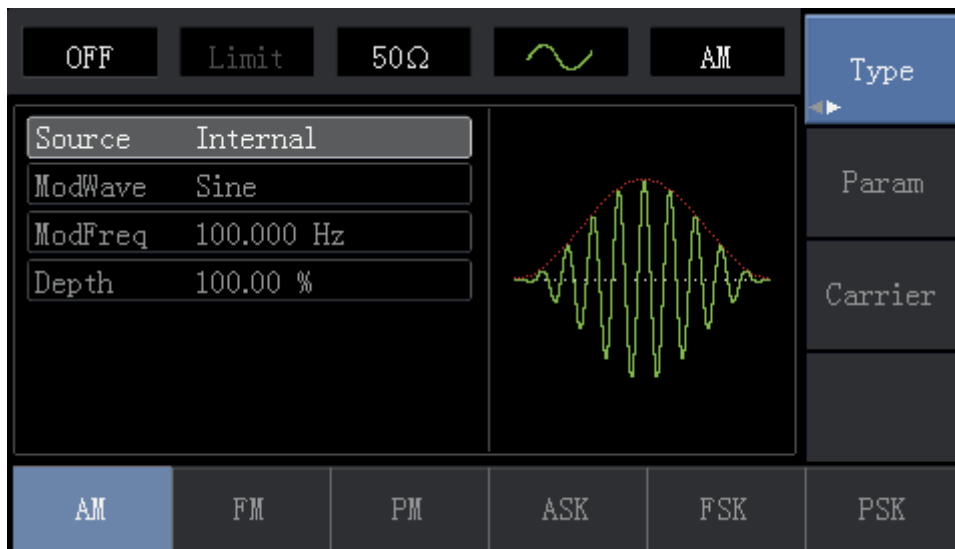 OFF Limit 50Ω AM
Type
Source Internal
ModWave Sine
ModFreq 100.000 Hz
Depth 100.00 %
Param
Carrier
AM FM PM ASK FSK PSK